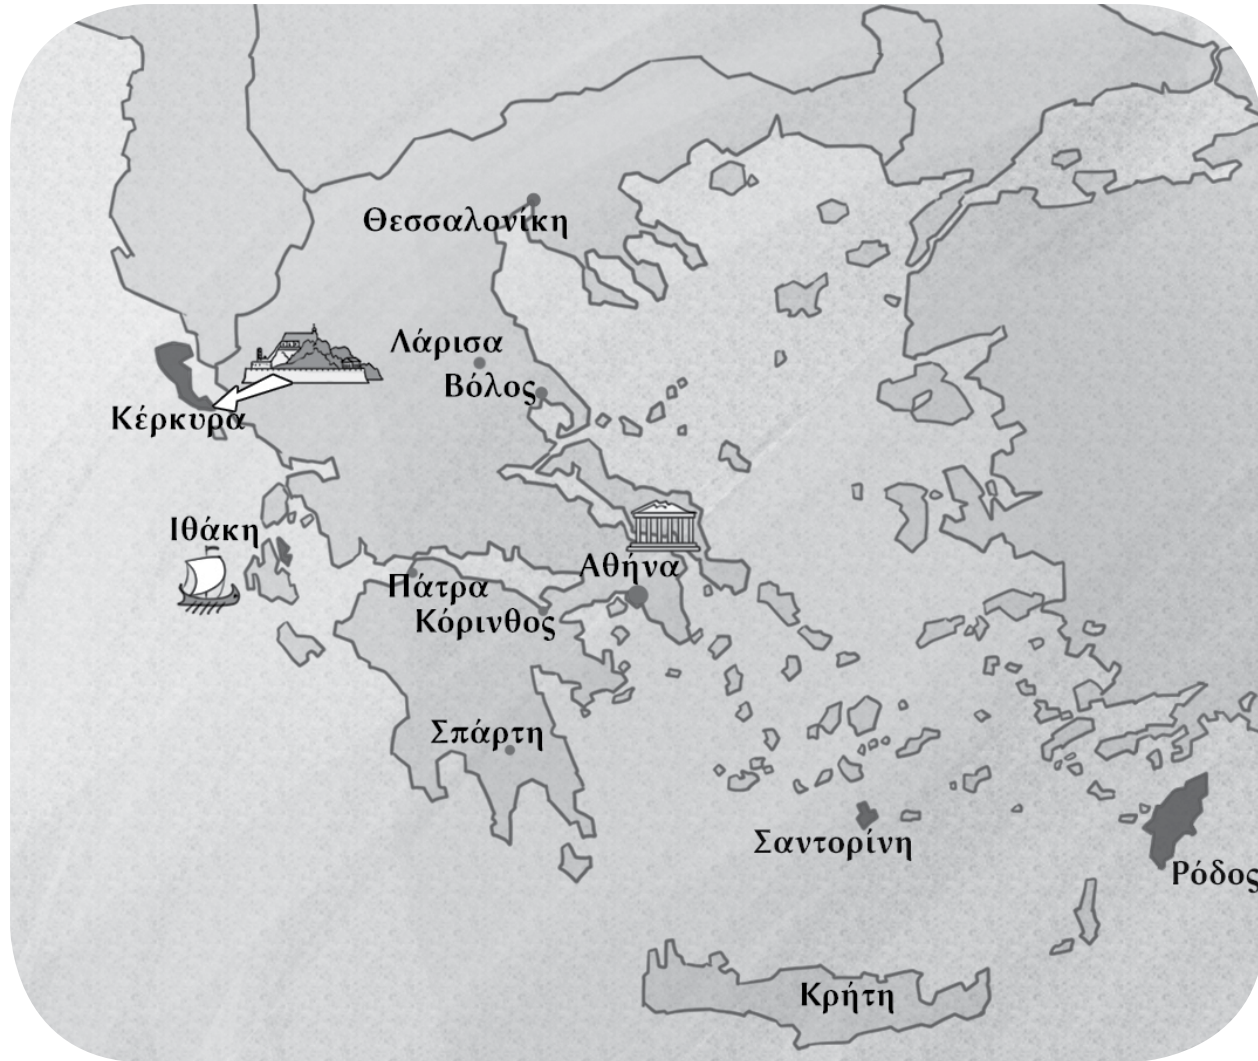 Θεσσαλονίκη
Λάρισα
Βόλος
Κέρκυρα
Ιθάκη
Αθήνα
Πάτρα
Κόρινθος
Σπάρτη
Σαντορίνη
Ρόδος
Κρήτη